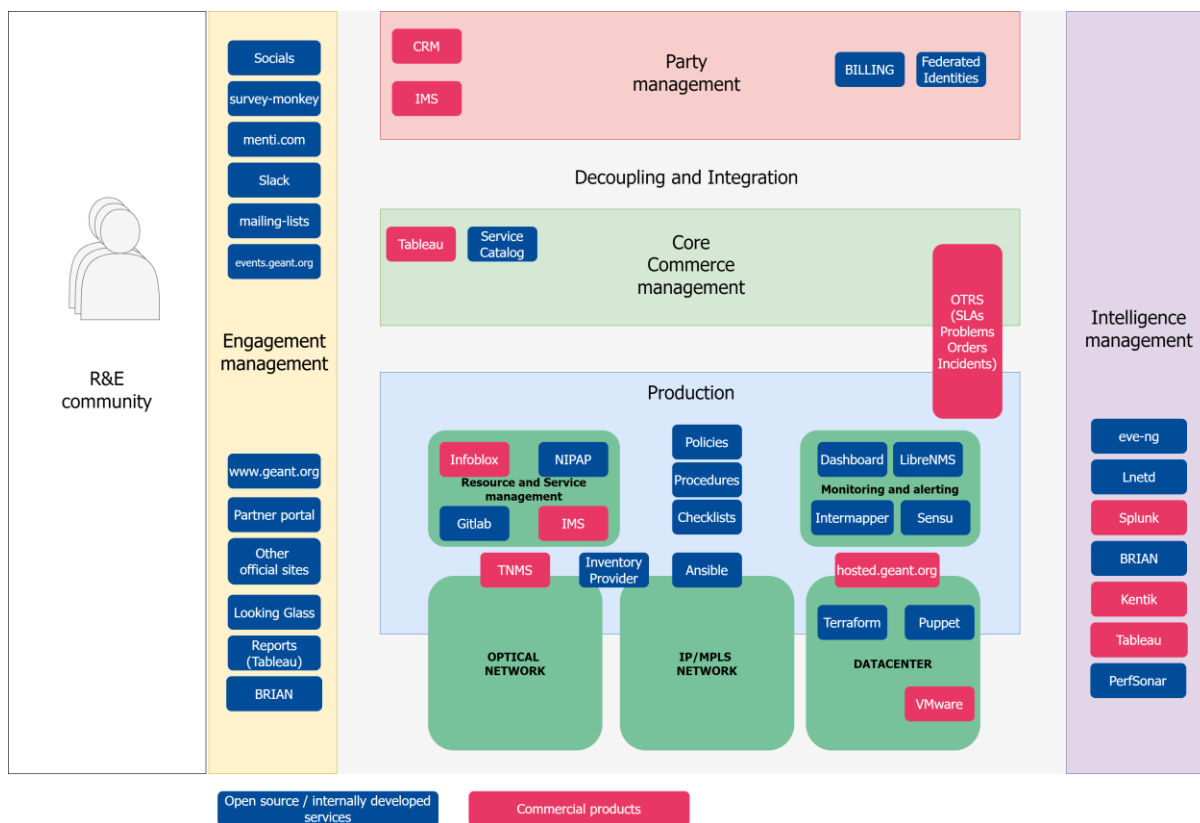 R&E
community
Socials
survey-monkey
menti.com
Slack
mailing-lists
events.geant.org
Engagement
management
www.geant.org
Partner portal
Other
official sites
Looking Glass
Reports
(Tableau)
BRIAN
CRM
IMS
Party
management
BILLING
Federated
Identities
Decoupling and Integration
Tableau
Service
Catalog
Core
Commerce
management
OTRS
(SLAs
Problems
Orders
Incidents)
Production
Infoblox
NIPAP
Resource and Service
management
Gitlab
IMS
Policies
Procedures
Checklists
Dashboard
LibreNMS
Monitoring and alerting
Intermapper
Sensu
TNMS
Inventory
Provider
Ansible
hosted.geant.org
OPTICAL
NETWORK
IP/MPLS
NETWORK
Terraform
Puppet
DATACENTER
VMware
Intelligence
management
eve-ng
Lnetd
Splunk
BRIAN
Kentik
Tableau
PerfSonar
Open source / internally developed
services
Commercial products